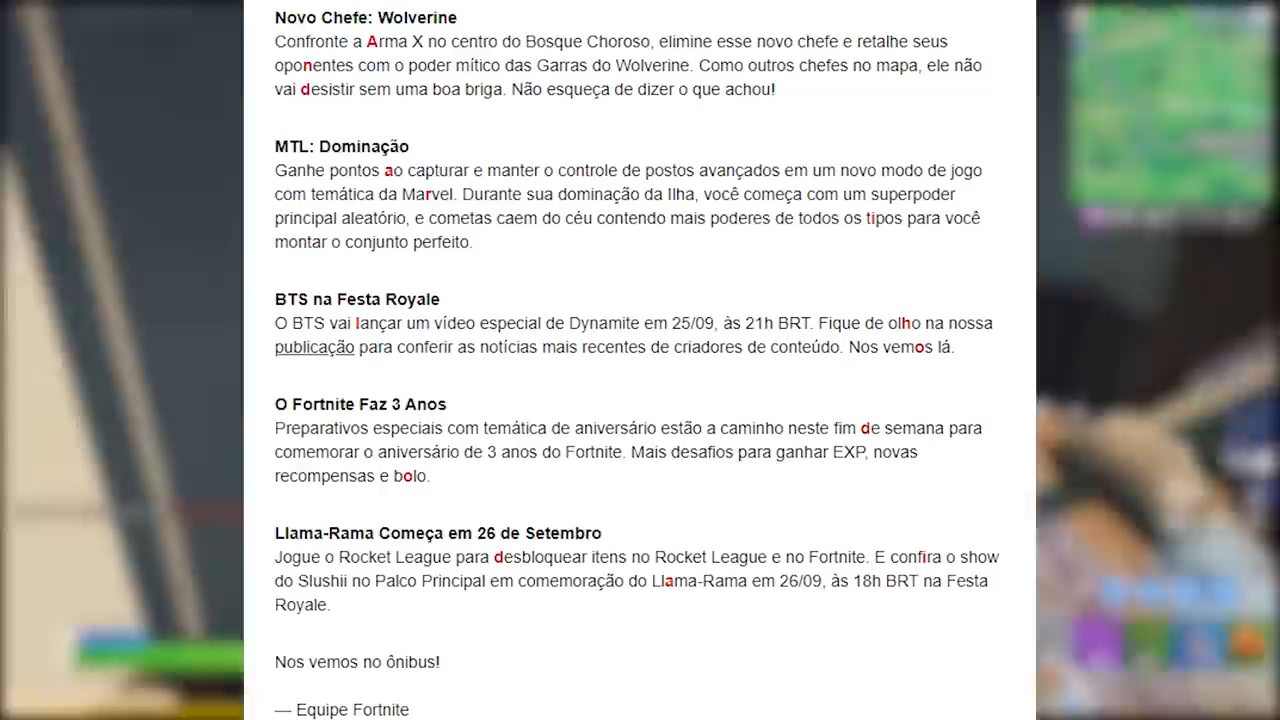 Novo Chefe: Wolverine
Confronte a Arma X no centro do Bosque Choroso, elimine esse novo chefe e retalhe seus
oponentes com o poder mítico das Garras do Wolverine. Como outros chefes no mapa, ele não
vai desistir sem uma boa briga. Não esqueça de dizer o que achou!
MTL: Dominação
Ganhe pontos ao capturar e manter o controle de postos avançados em um novo modo de jogo
com temática da Marvel. Durante sua dominação da Ilha, você começa com um superpoder
principal aleatório, e cometas caem do céu contendo mais poderes de todos os tipos para você
montar o conjunto perfeito.
BTS na Festa Royale
O BTS vai lançar um vídeo especial de Dynamite em 25/09, às 21h BRT. Fique de olho na nossa
publicação para conferir as notícias mais recentes de criadores de conteúdo. Nos vemos lá.
O Fortnite Faz 3 Anos
Preparativos especiais com temática de aniversário estão a caminho neste fim de semana para
comemorar o aniversário de 3 anos do Fortnite. Mais desafios para ganhar EXP, novas
recompensas e bolo.
Llama-Rama Começa em 26 de Setembro
Jogue o Rocket League para desbloquear itens no Rocket League e no Fortnite. E confira o show
do Slushii no Palco Principal em comemoração do Llama-Rama em 26/09, às 18h BRT na Festa
Royale.
Nos vemos no ônibus!
— Equipe Fortnite